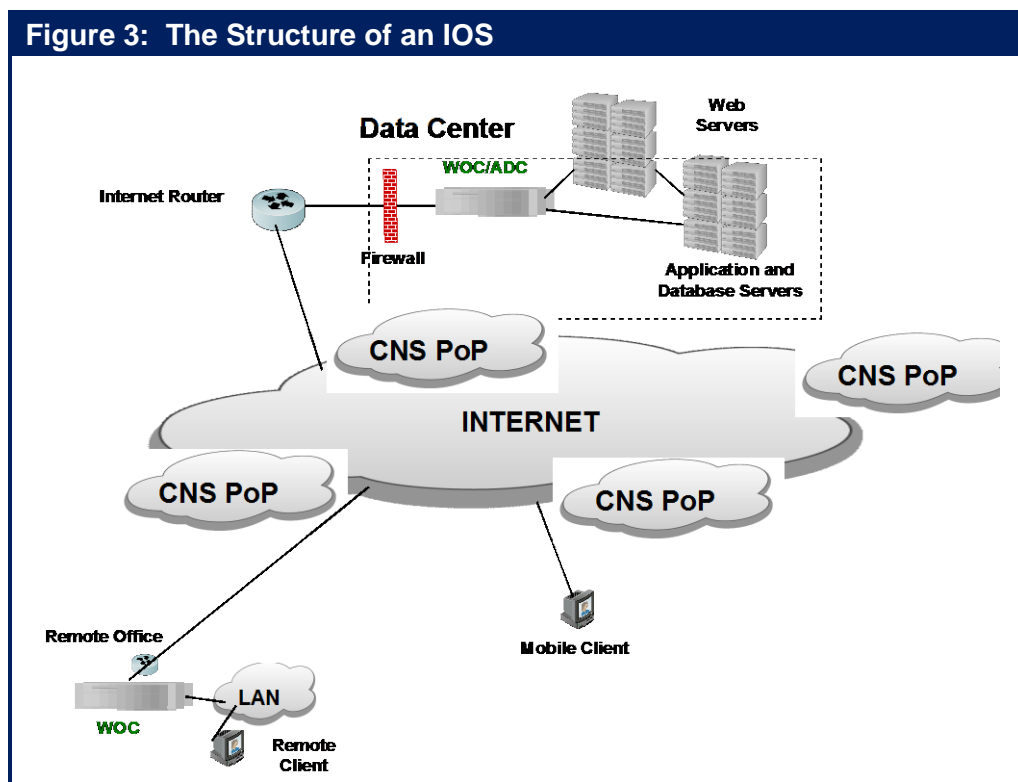 Figure 3: The Structure of an IOS
Web
Servers
Data Center
WOC/ADC
Internet Router
Firewall
Application and
Database Servers
CNS PoP
CNS PoP
INTERNET
CNS PoP
CNS PoP
Remote Office
Mobile Client
LAN
WOC
Remote
Client